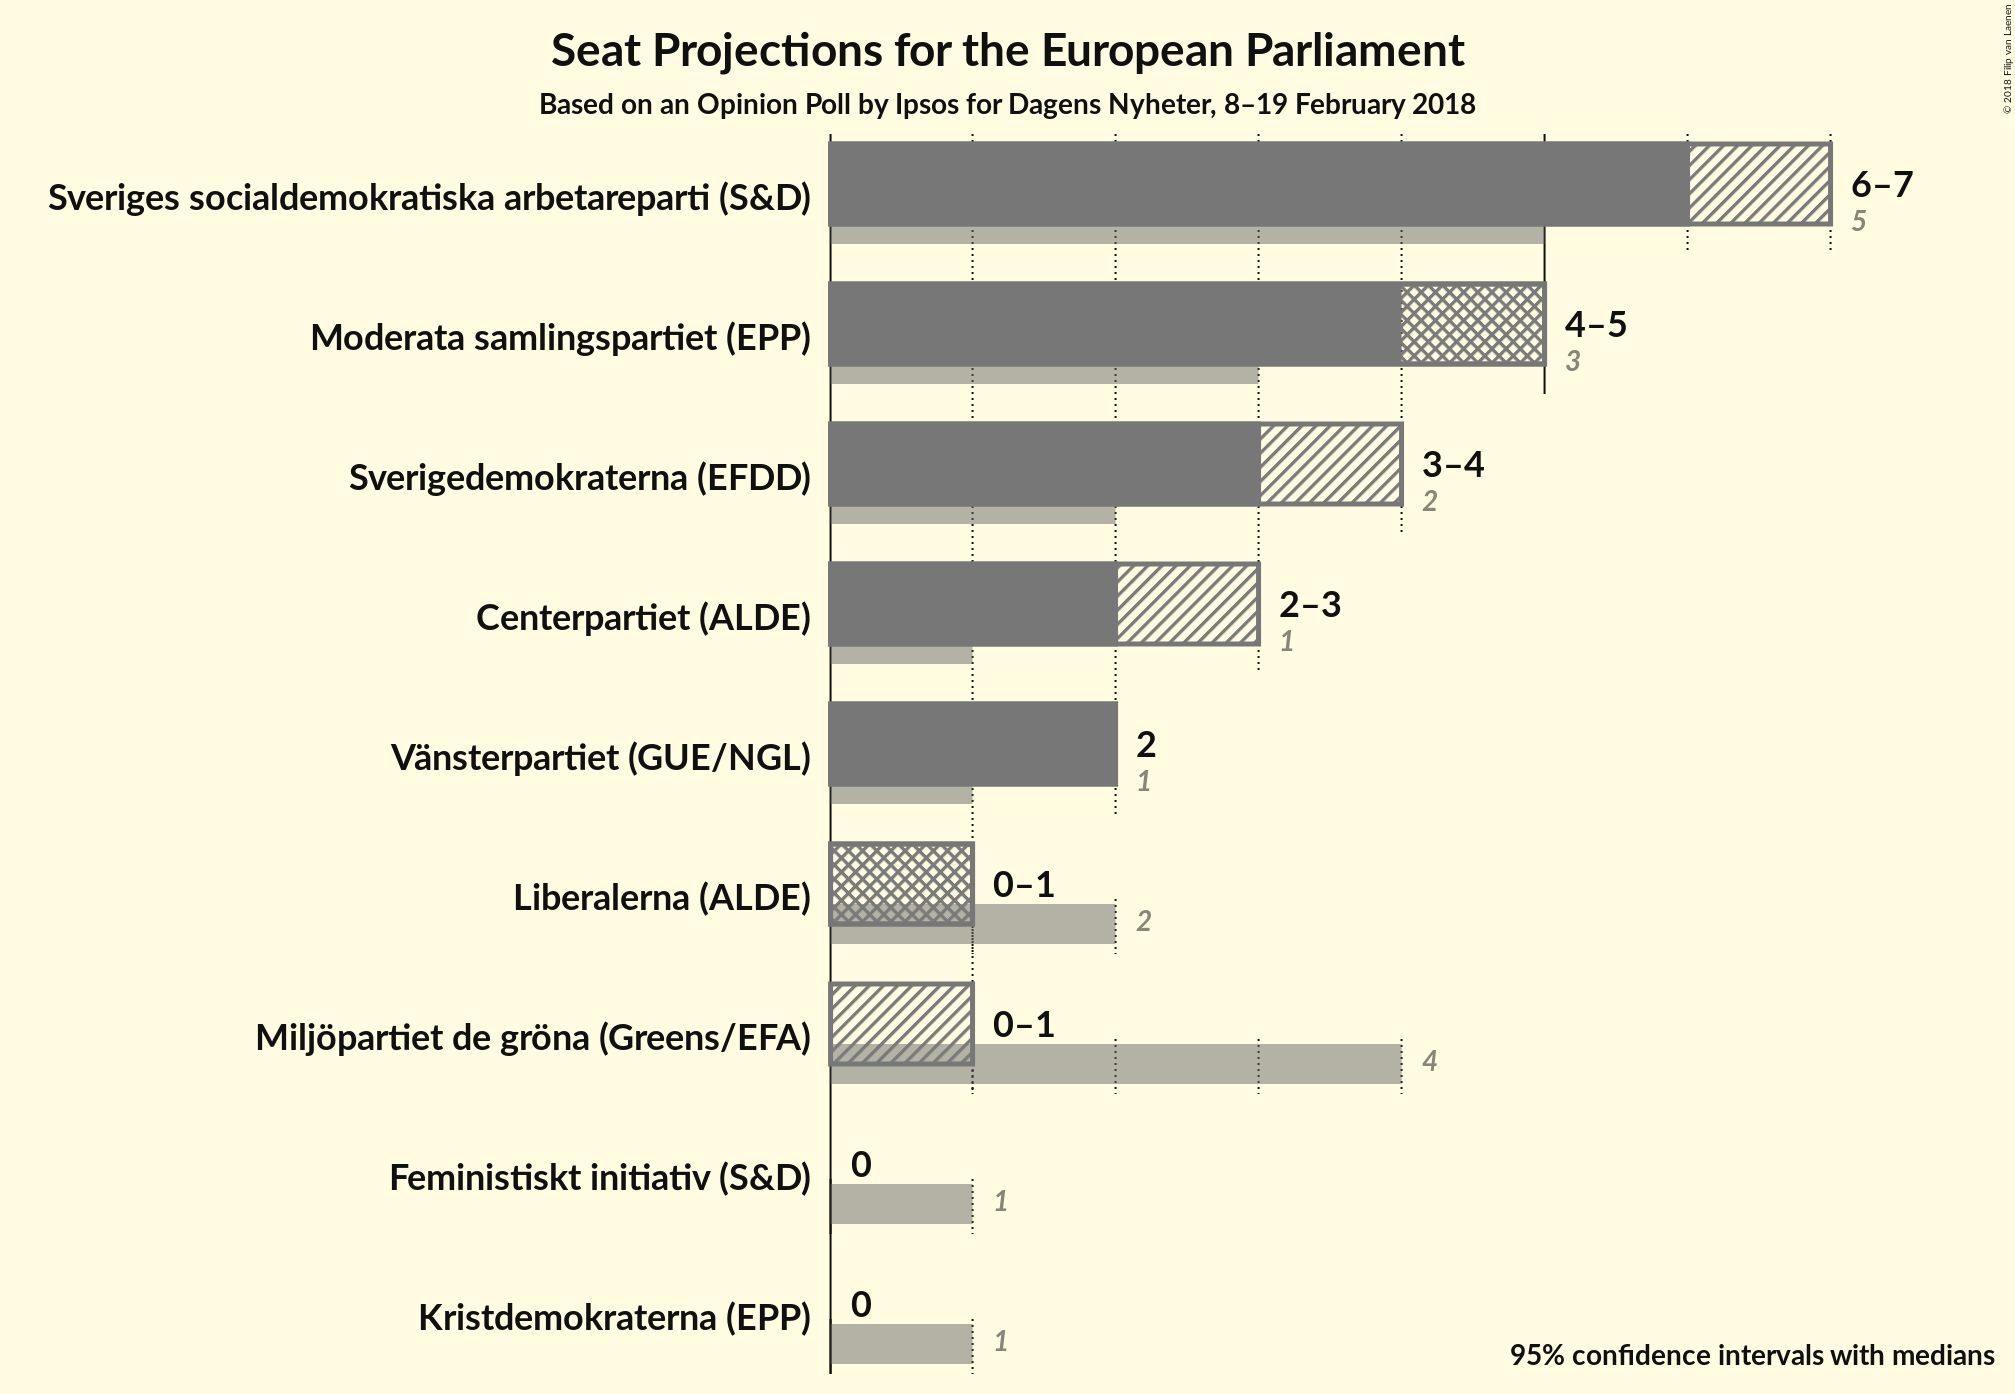 Seat Projections for the European Parliament
Based on an Opinion Poll by Ipsos for Dagens Nyheter, 8–19 February 2018
© 2018 Filip van Laenen
Sveriges socialdemokratiska arbetareparti (S&D)
6–7
5
Moderata samlingspartiet (EPP)
4–5
3
Sverigedemokraterna (EFDD)
3–4
2
Centerpartiet (ALDE)
2–3
1
Vänsterpartiet (GUE/NGL)
2
1
Liberalerna (ALDE)
0–1
2
Miljöpartiet de gröna (Greens/EFA)
0–1
4
Feministiskt initiativ (S&D)
0
1
Kristdemokraterna (EPP)
0
1
95% confidence intervals with medians